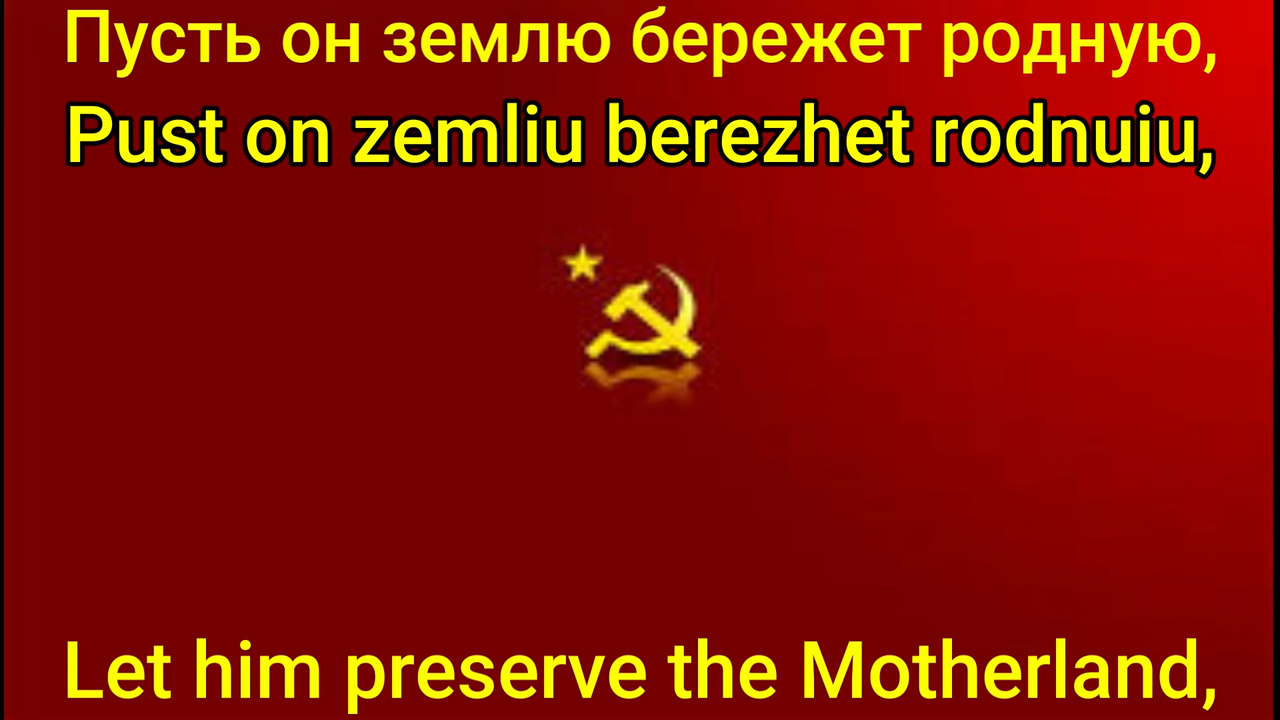 Пусть он землю бережет родную,
Pust on zemliu berezhet rodnuiu,
Let him preserve the Motherland,